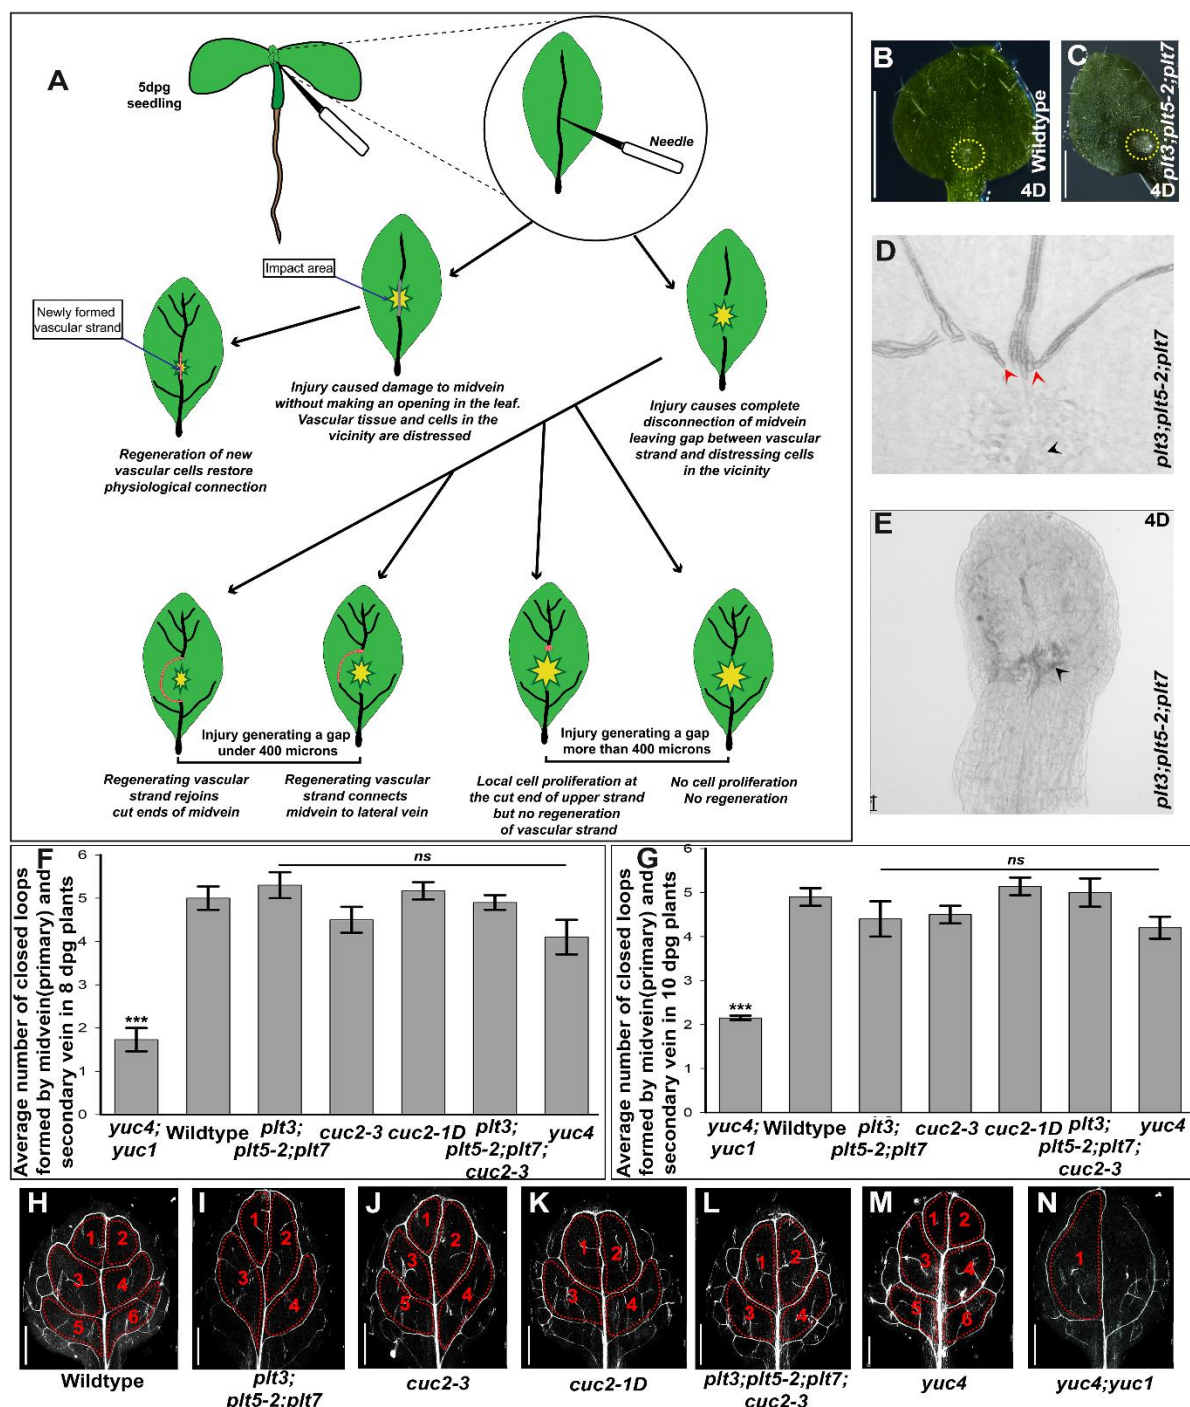 A
5dpg
seedling
Needle
Impact area
Newly formed
vascular strand
Injury caused damage to midvein
without making an opening in the leaf.
Vascular tissue and cells in the
vicinity are distressed
Injury causes complete
disconnection of midvein
leaving gap between vascular
strand and distressing cells
in the vicinity
Regeneration of new
vascular cells restore
physiological connection
Injury generating a gap
under 400 microns
Injury generating a gap
more than 400 microns
Regenerating vascular
strand rejoins
cut ends of midvein
Regenerating vascular
strand connects
midvein to lateral vein
Local cell proliferation at
the cut end of upper strand
but no regeneration
of vascular strand
No cell proliferation
No regeneration
B
Wildtype
4D
C
plt3;plt5-2;plt7
4D
D
plt3;plt5-2;plt7
E
4D
plt3;plt5-2;plt7
F
Average number of closed loops
formed by midvein(primary) and
secondary vein in 8 dpg plants
6
5
4
3
2
1
0
***
ns
yuc4;
yuc1
Wildtype
plt3;
plt5-2;plt7
cuc2-3
cuc2-1D
plt3;
plt5-2;plt7;
cuc2-3
yuc4
G
Average number of closed loops
formed by midvein(primary) and
secondary vein in 10 dpg plants
6
5
4
3
2
1
0
***
ns
yuc4;
yuc1
Wildtype
plt3;
plt5-2;plt7
cuc2-3
cuc2-1D
plt3;
plt5-2;plt7;
cuc2-3
yuc4
H
1 2
3 4
5 6
Wildtype
I
1 2
3
4
plt3;
plt5-2;plt7
J
1
2
3
4
5
cuc2-3
K
1 2
3 4
cuc2-1D
L
1 2
3 4
plt3;plt5-2;plt7;
cuc2-3
M
1 2
3 4
5 6
yuc4
N
1
yuc4;yuc1